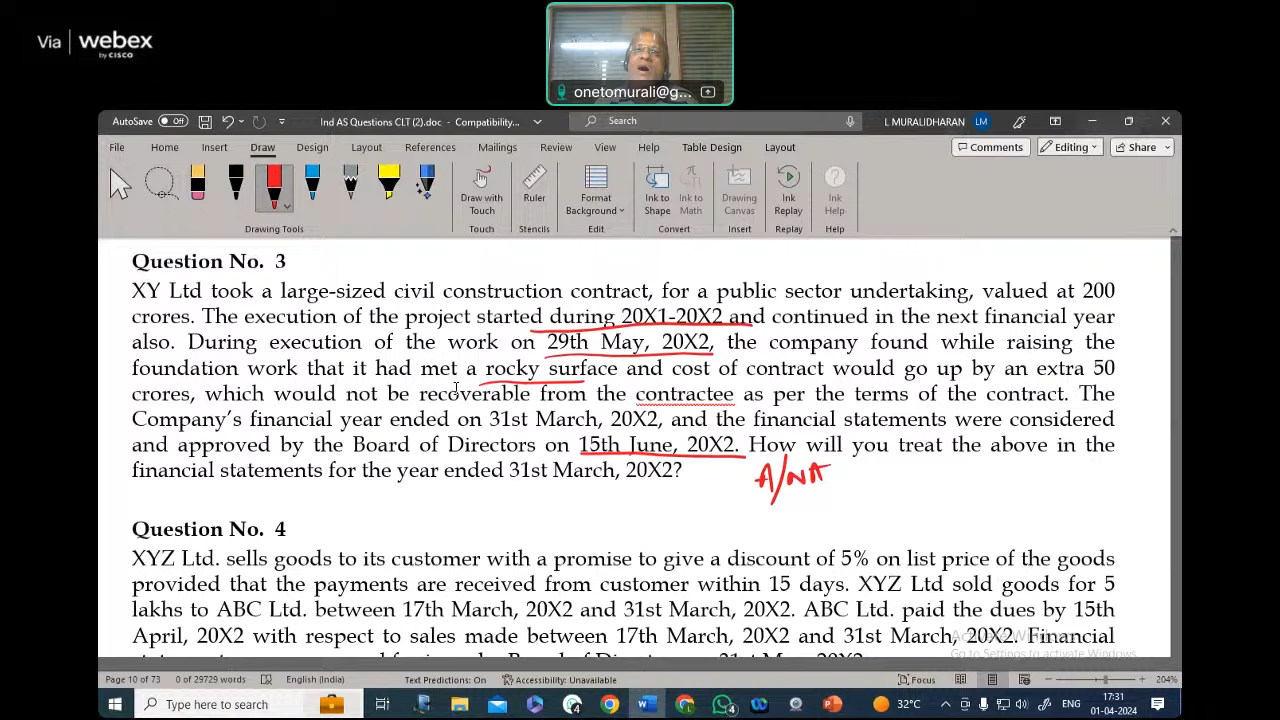 Via webex
by CISCO
onetomurali@g...
AutoSave Off Ind AS Questions CLT (2).doc - Compatibility... Search L MURALIDHARAN LM
File Home Insert Draw Design Layout References Mailings Review View Help Table Design Layout Comments Editing Share
Draw with Touch Ruler Format Background Ink to Shape Ink to Math Drawing Canvas Ink Replay Ink Help
Drawing Tools Touch Stencils Edit Convert Insert Replay Help
Question No. 3
XY Ltd took a large-sized civil construction contract, for a public sector undertaking, valued at 200
crores. The execution of the project started during 20X1-20X2 and continued in the next financial year
also. During execution of the work on 29th May, 20X2, the company found while raising the
foundation work that it had met a rocky surface and cost of contract would go up by an extra 50
crores, which would not be recoverable from the contractee as per the terms of the contract. The
Company's financial year ended on 31st March, 20X2, and the financial statements were considered
and approved by the Board of Directors on 15th June, 20X2. How will you treat the above in the
financial statements for the year ended 31st March, 20X2?
A/NA
Question No. 4
XYZ Ltd. sells goods to its customer with a promise to give a discount of 5% on list price of the goods
provided that the payments are received from customer within 15 days. XYZ Ltd sold goods for 5
lakhs to ABC Ltd. between 17th March, 20X2 and 31st March, 20X2. ABC Ltd. paid the dues by 15th
April, 20X2 with respect to sales made between 17th March, 20X2 and 31st March, 20X2. Financial
Activate Windows
Go to Settings to activate Windows.
Page 10 of 73 0 of 29729 words English (India) Text Predictions: On Accessibility: Unavailable Focus 204%
Type here to search 4 4 32°C ENG 17:31
01-04-2024